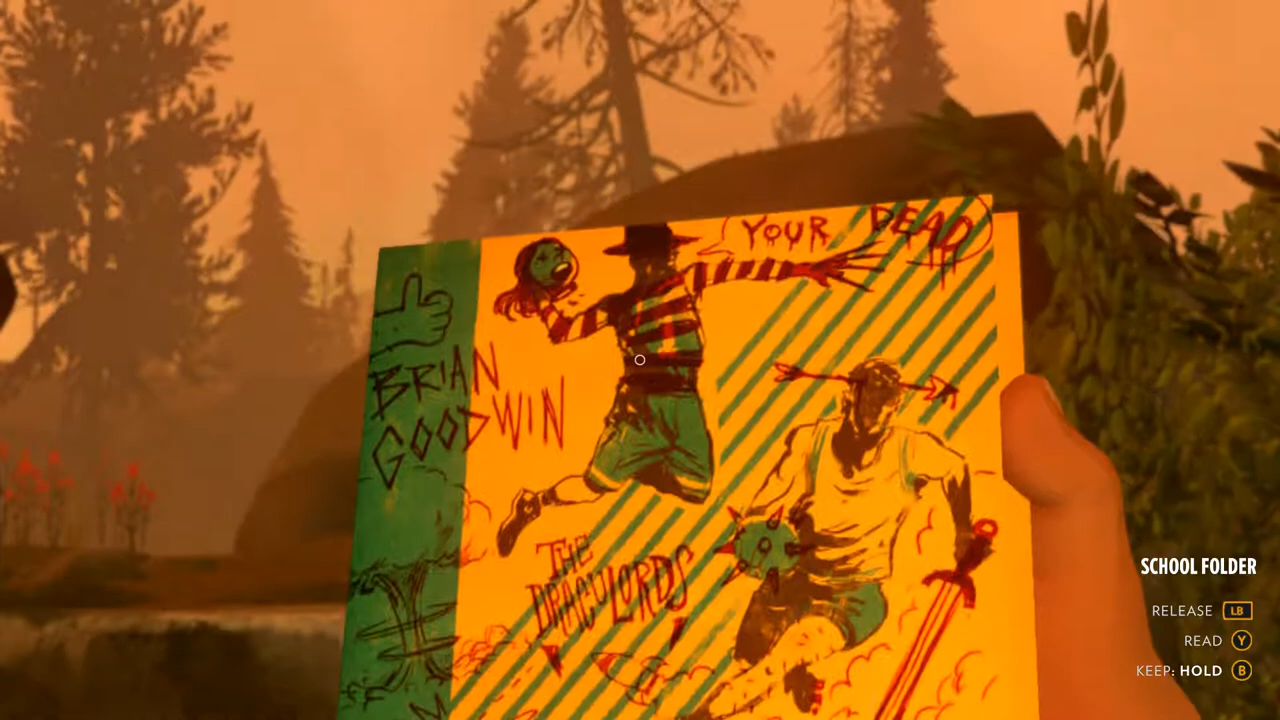 YOUR DEAD
BRIAN
GOODWIN
THE
DRACULORDS
SCHOOL FOLDER
RELEASE LB
READ Y
KEEP: HOLD B